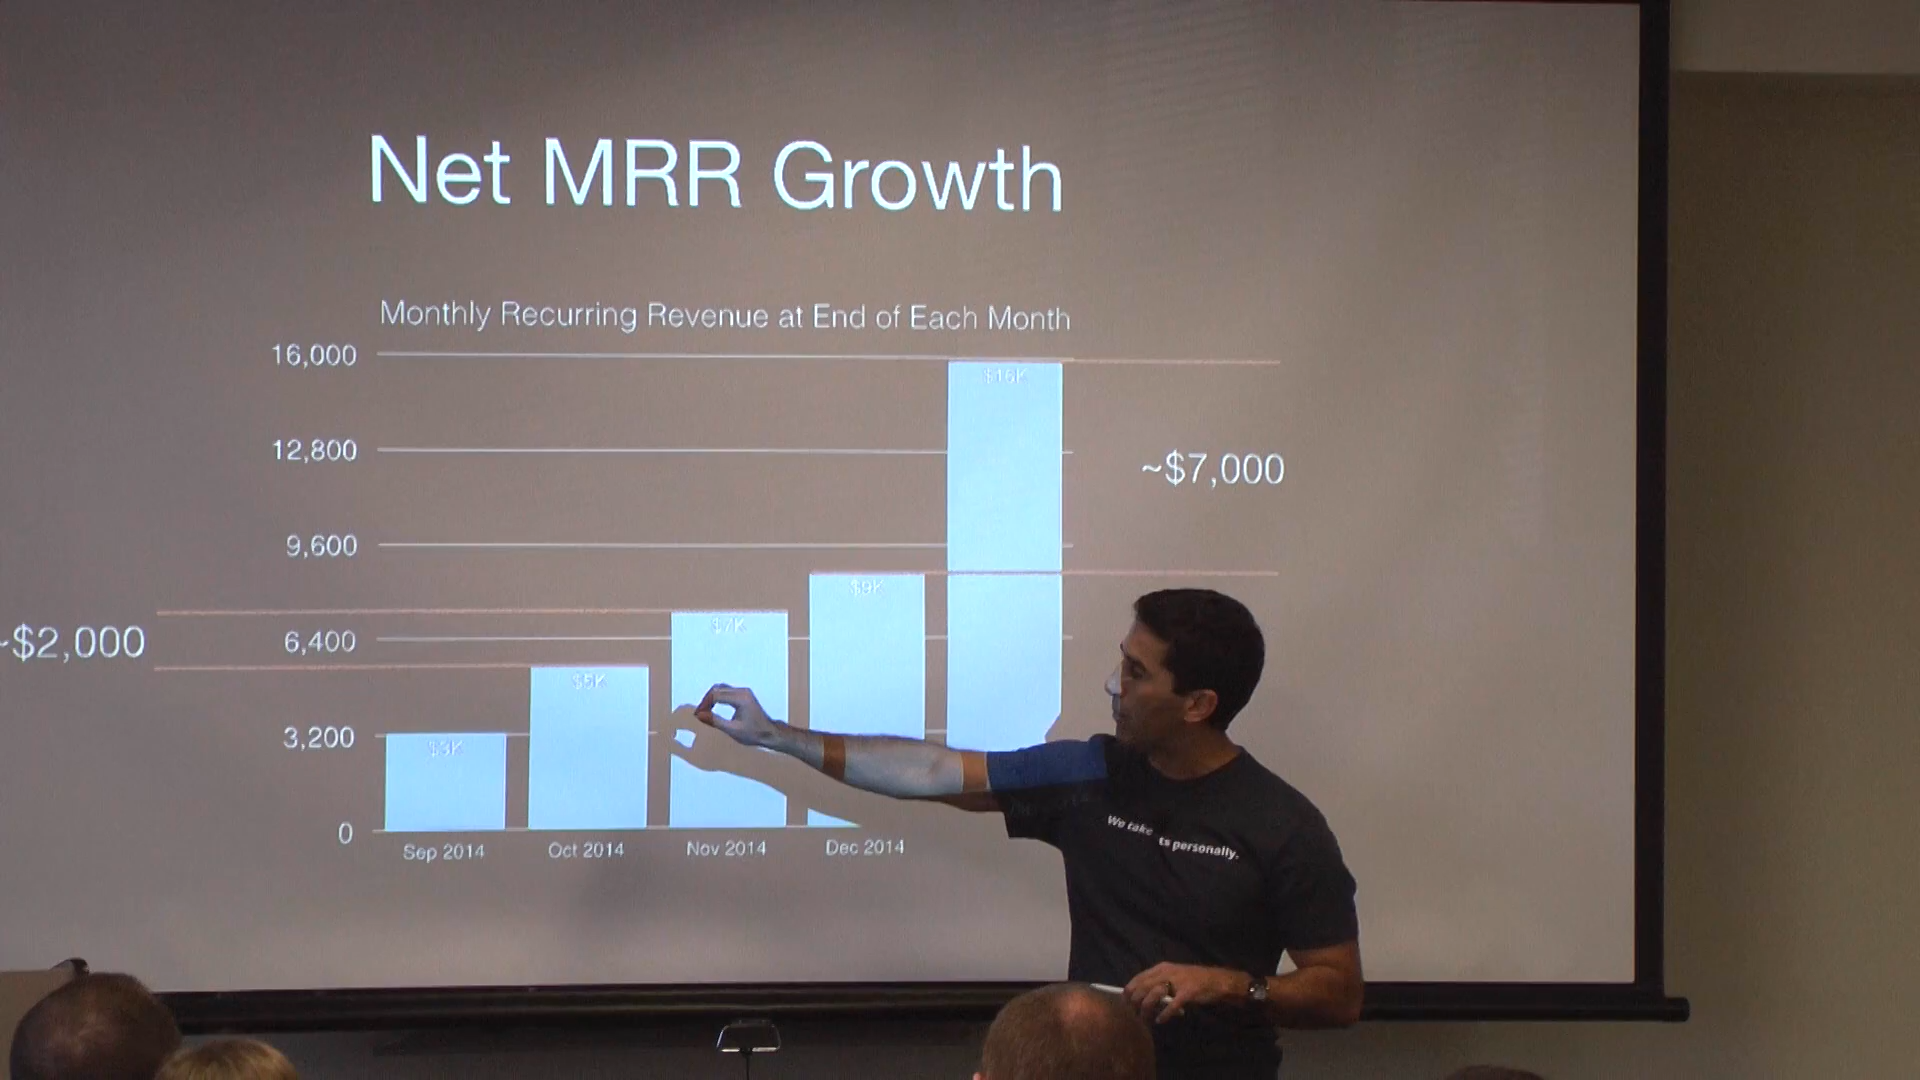 Net MRR Growth
Monthly Recurring Revenue at End of Each Month
16,000
$16K
12,800
~$7,000
9,600
$9K
$7K
6,400
~$2,000
$5K
3,200
$3K
0
Sep 2014
Oct 2014
Nov 2014
Dec 2014
We take ts personally.